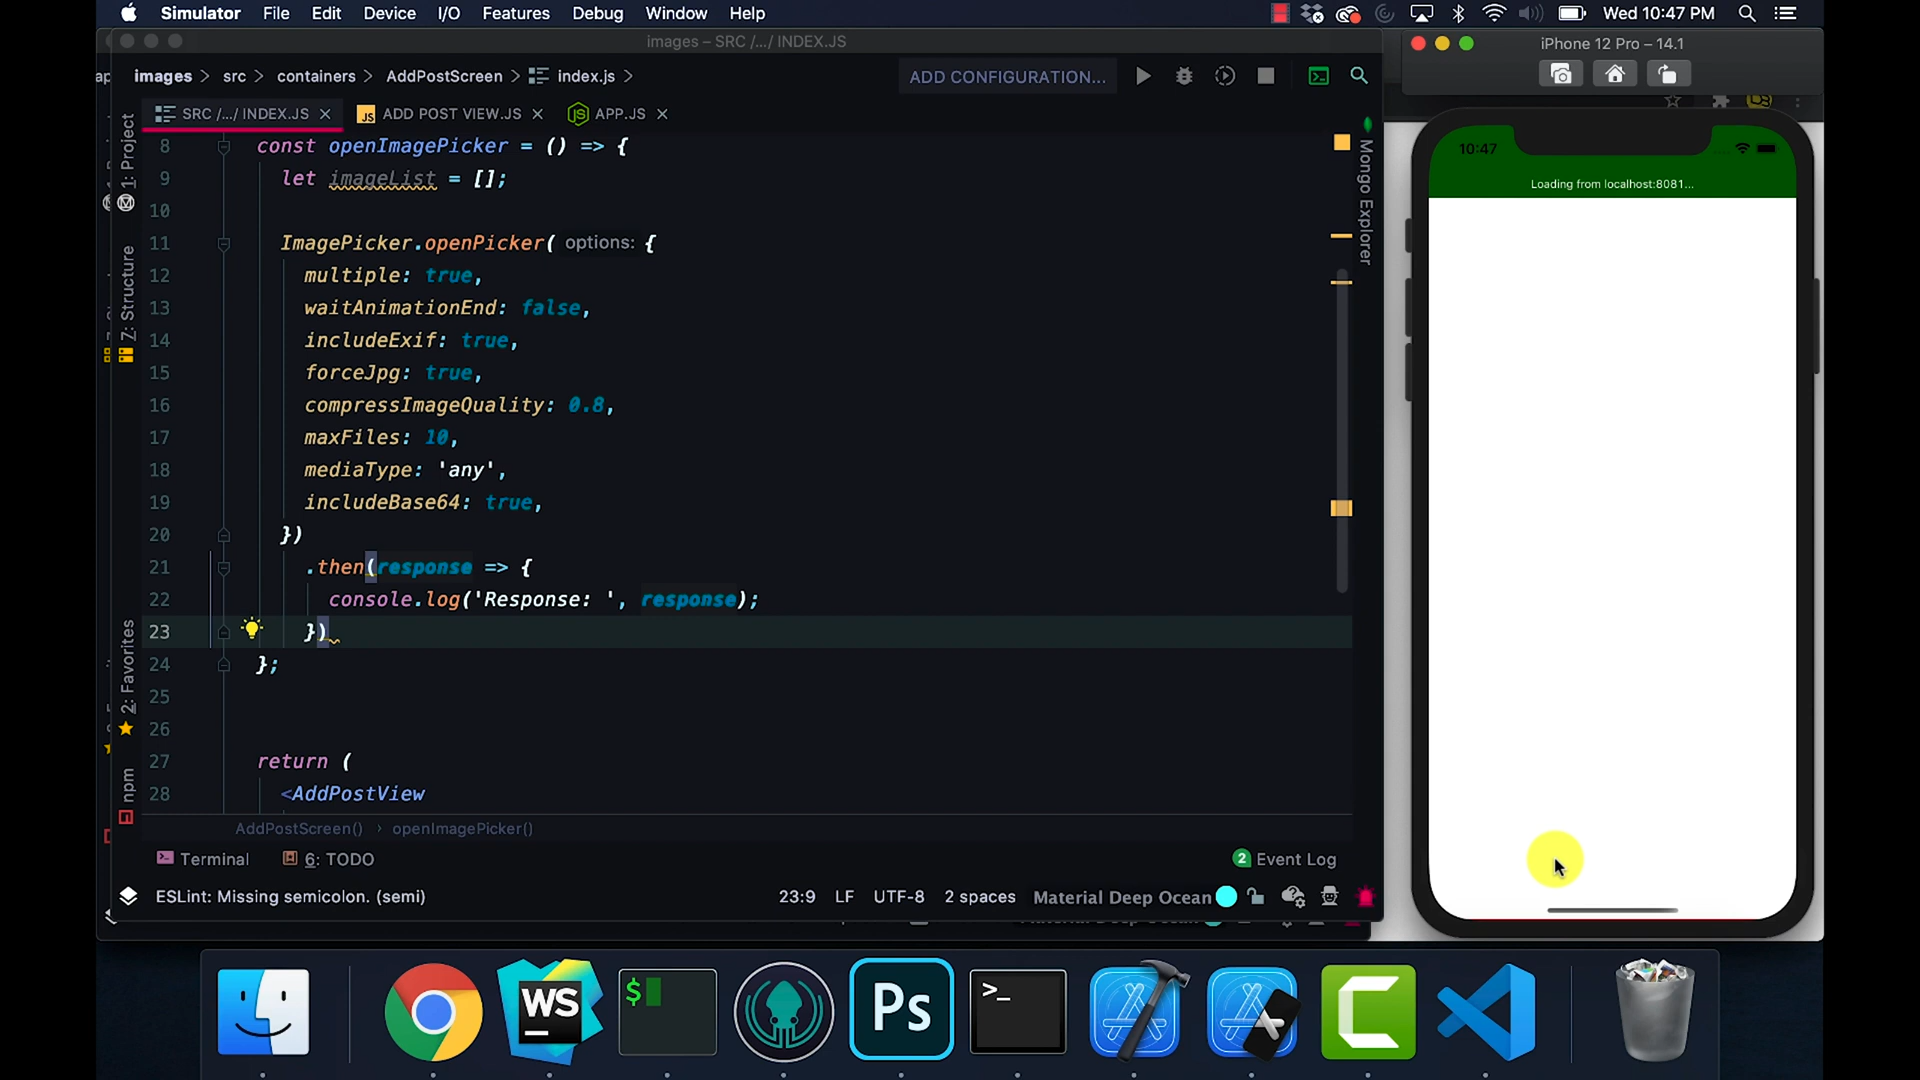 Simulator File Edit Device I/O Features Debug Window Help Wed 10:47 PM
images – SRC /.../ INDEX.JS
iPhone 12 Pro – 14.1
images > src > containers > AddPostScreen > index.js >
ADD CONFIGURATION...
SRC /.../ INDEX.JS
ADD POST VIEW.JS
APP.JS
1: Project
Z: Structure
2: Favorites
npm
Mongo Explorer
8 const openImagePicker = () => {
9 let imageList = [];
10
11 ImagePicker.openPicker( options: {
12 multiple: true,
13 waitAnimationEnd: false,
14 includeExif: true,
15 forceJpg: true,
16 compressImageQuality: 0.8,
17 maxFiles: 10,
18 mediaType: 'any',
19 includeBase64: true,
20 })
21 .then(response => {
22 console.log('Response: ', response);
23 })
24 };
25
26
27 return (
28 <AddPostView
AddPostScreen() › openImagePicker()
Terminal
6: TODO
2 Event Log
ESLint: Missing semicolon. (semi)
23:9 LF UTF-8 2 spaces Material Deep Ocean
10:47
Loading from localhost:8081...
WS
$
Ps
>_
C